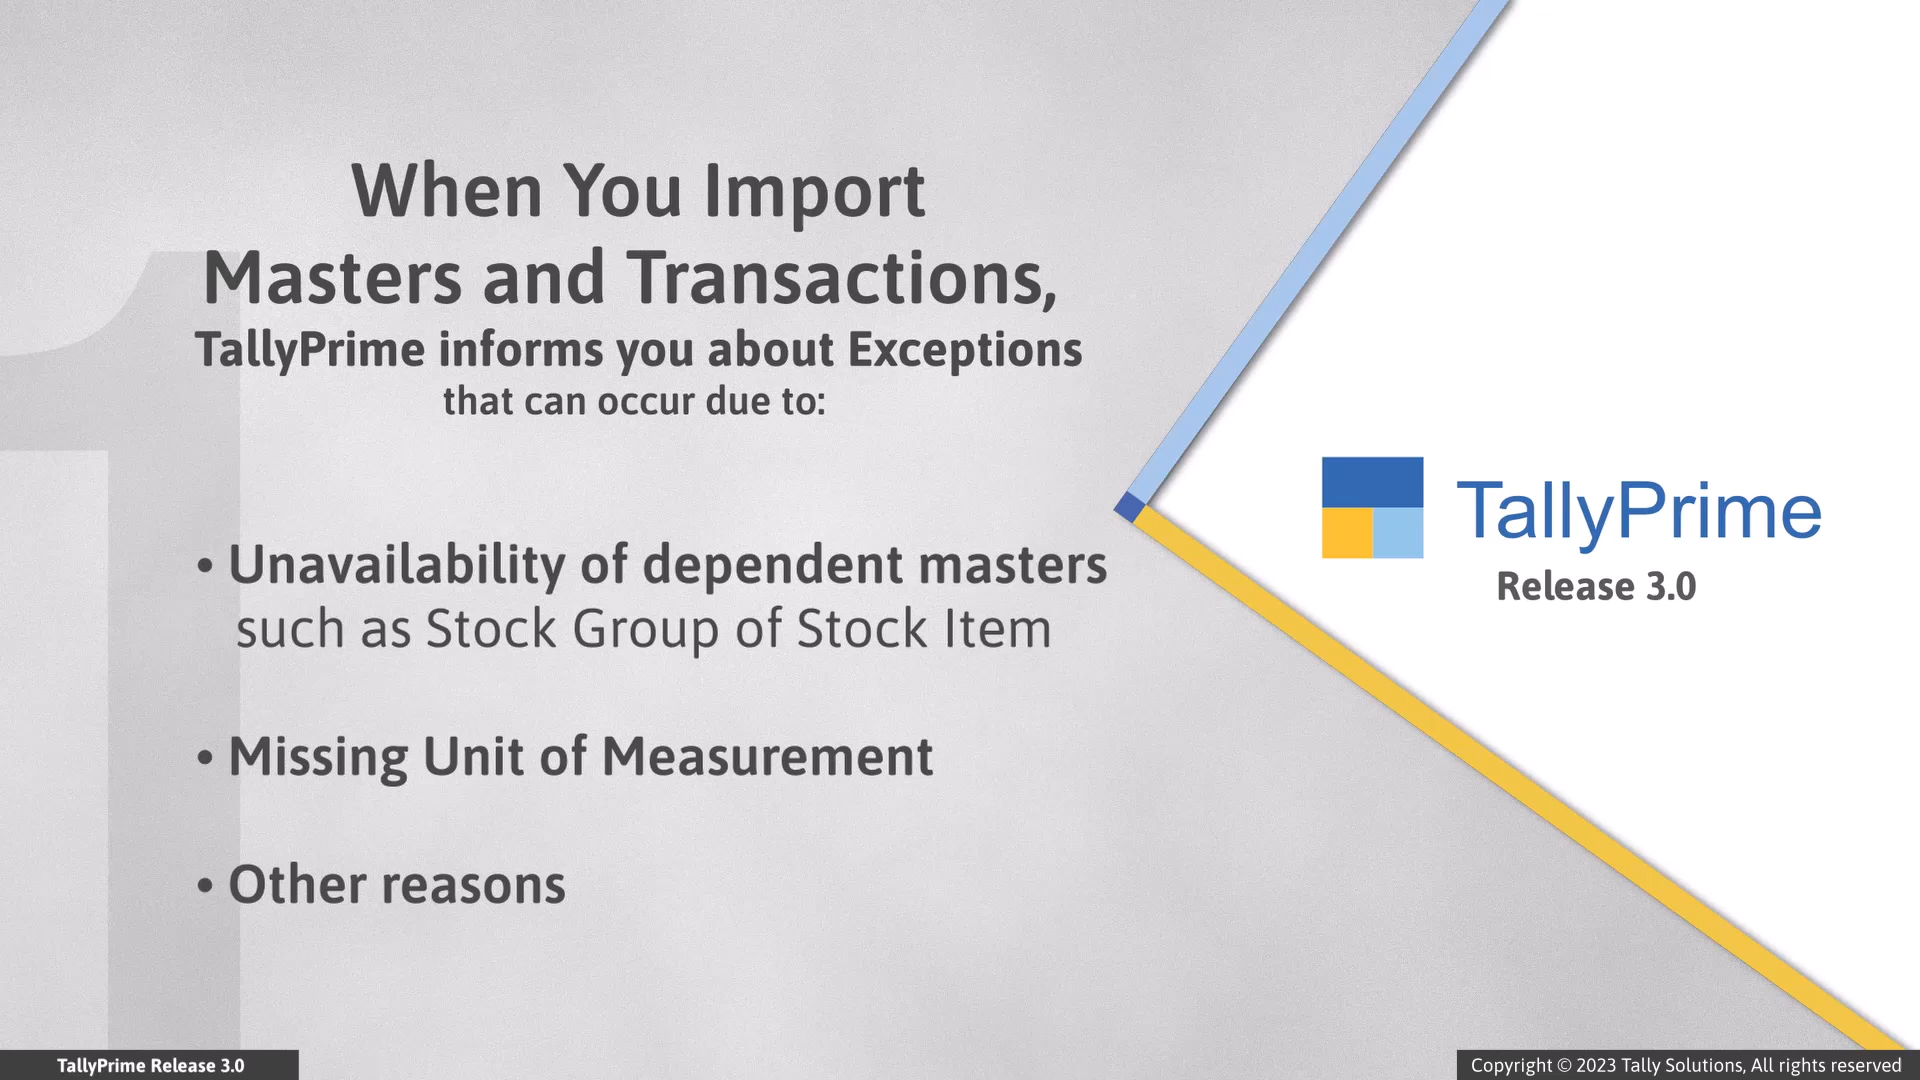 When You Import
Masters and Transactions,
TallyPrime informs you about Exceptions
that can occur due to:
• Unavailability of dependent masters
such as Stock Group of Stock Item
• Missing Unit of Measurement
• Other reasons
1
TallyPrime
Release 3.0
TallyPrime Release 3.0
Copyright © 2023 Tally Solutions, All rights reserved